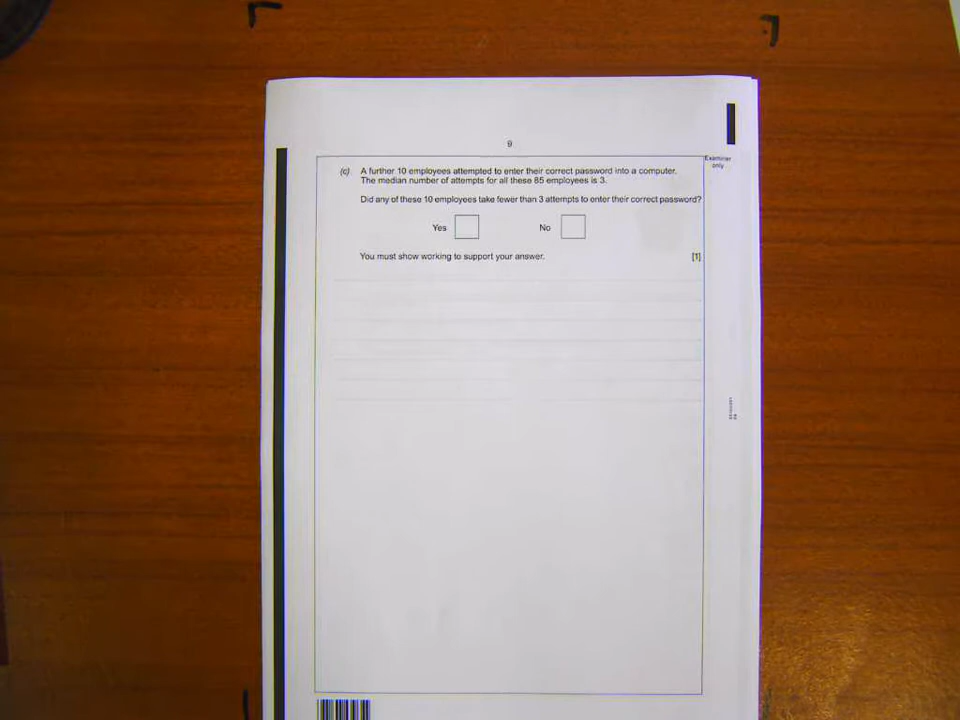 9
Examiner
only
(c) A further 10 employees attempted to enter their correct password into a computer.
The median number of attempts for all these 85 employees is 3.
Did any of these 10 employees take fewer than 3 attempts to enter their correct password?
Yes No
You must show working to support your answer. [1]